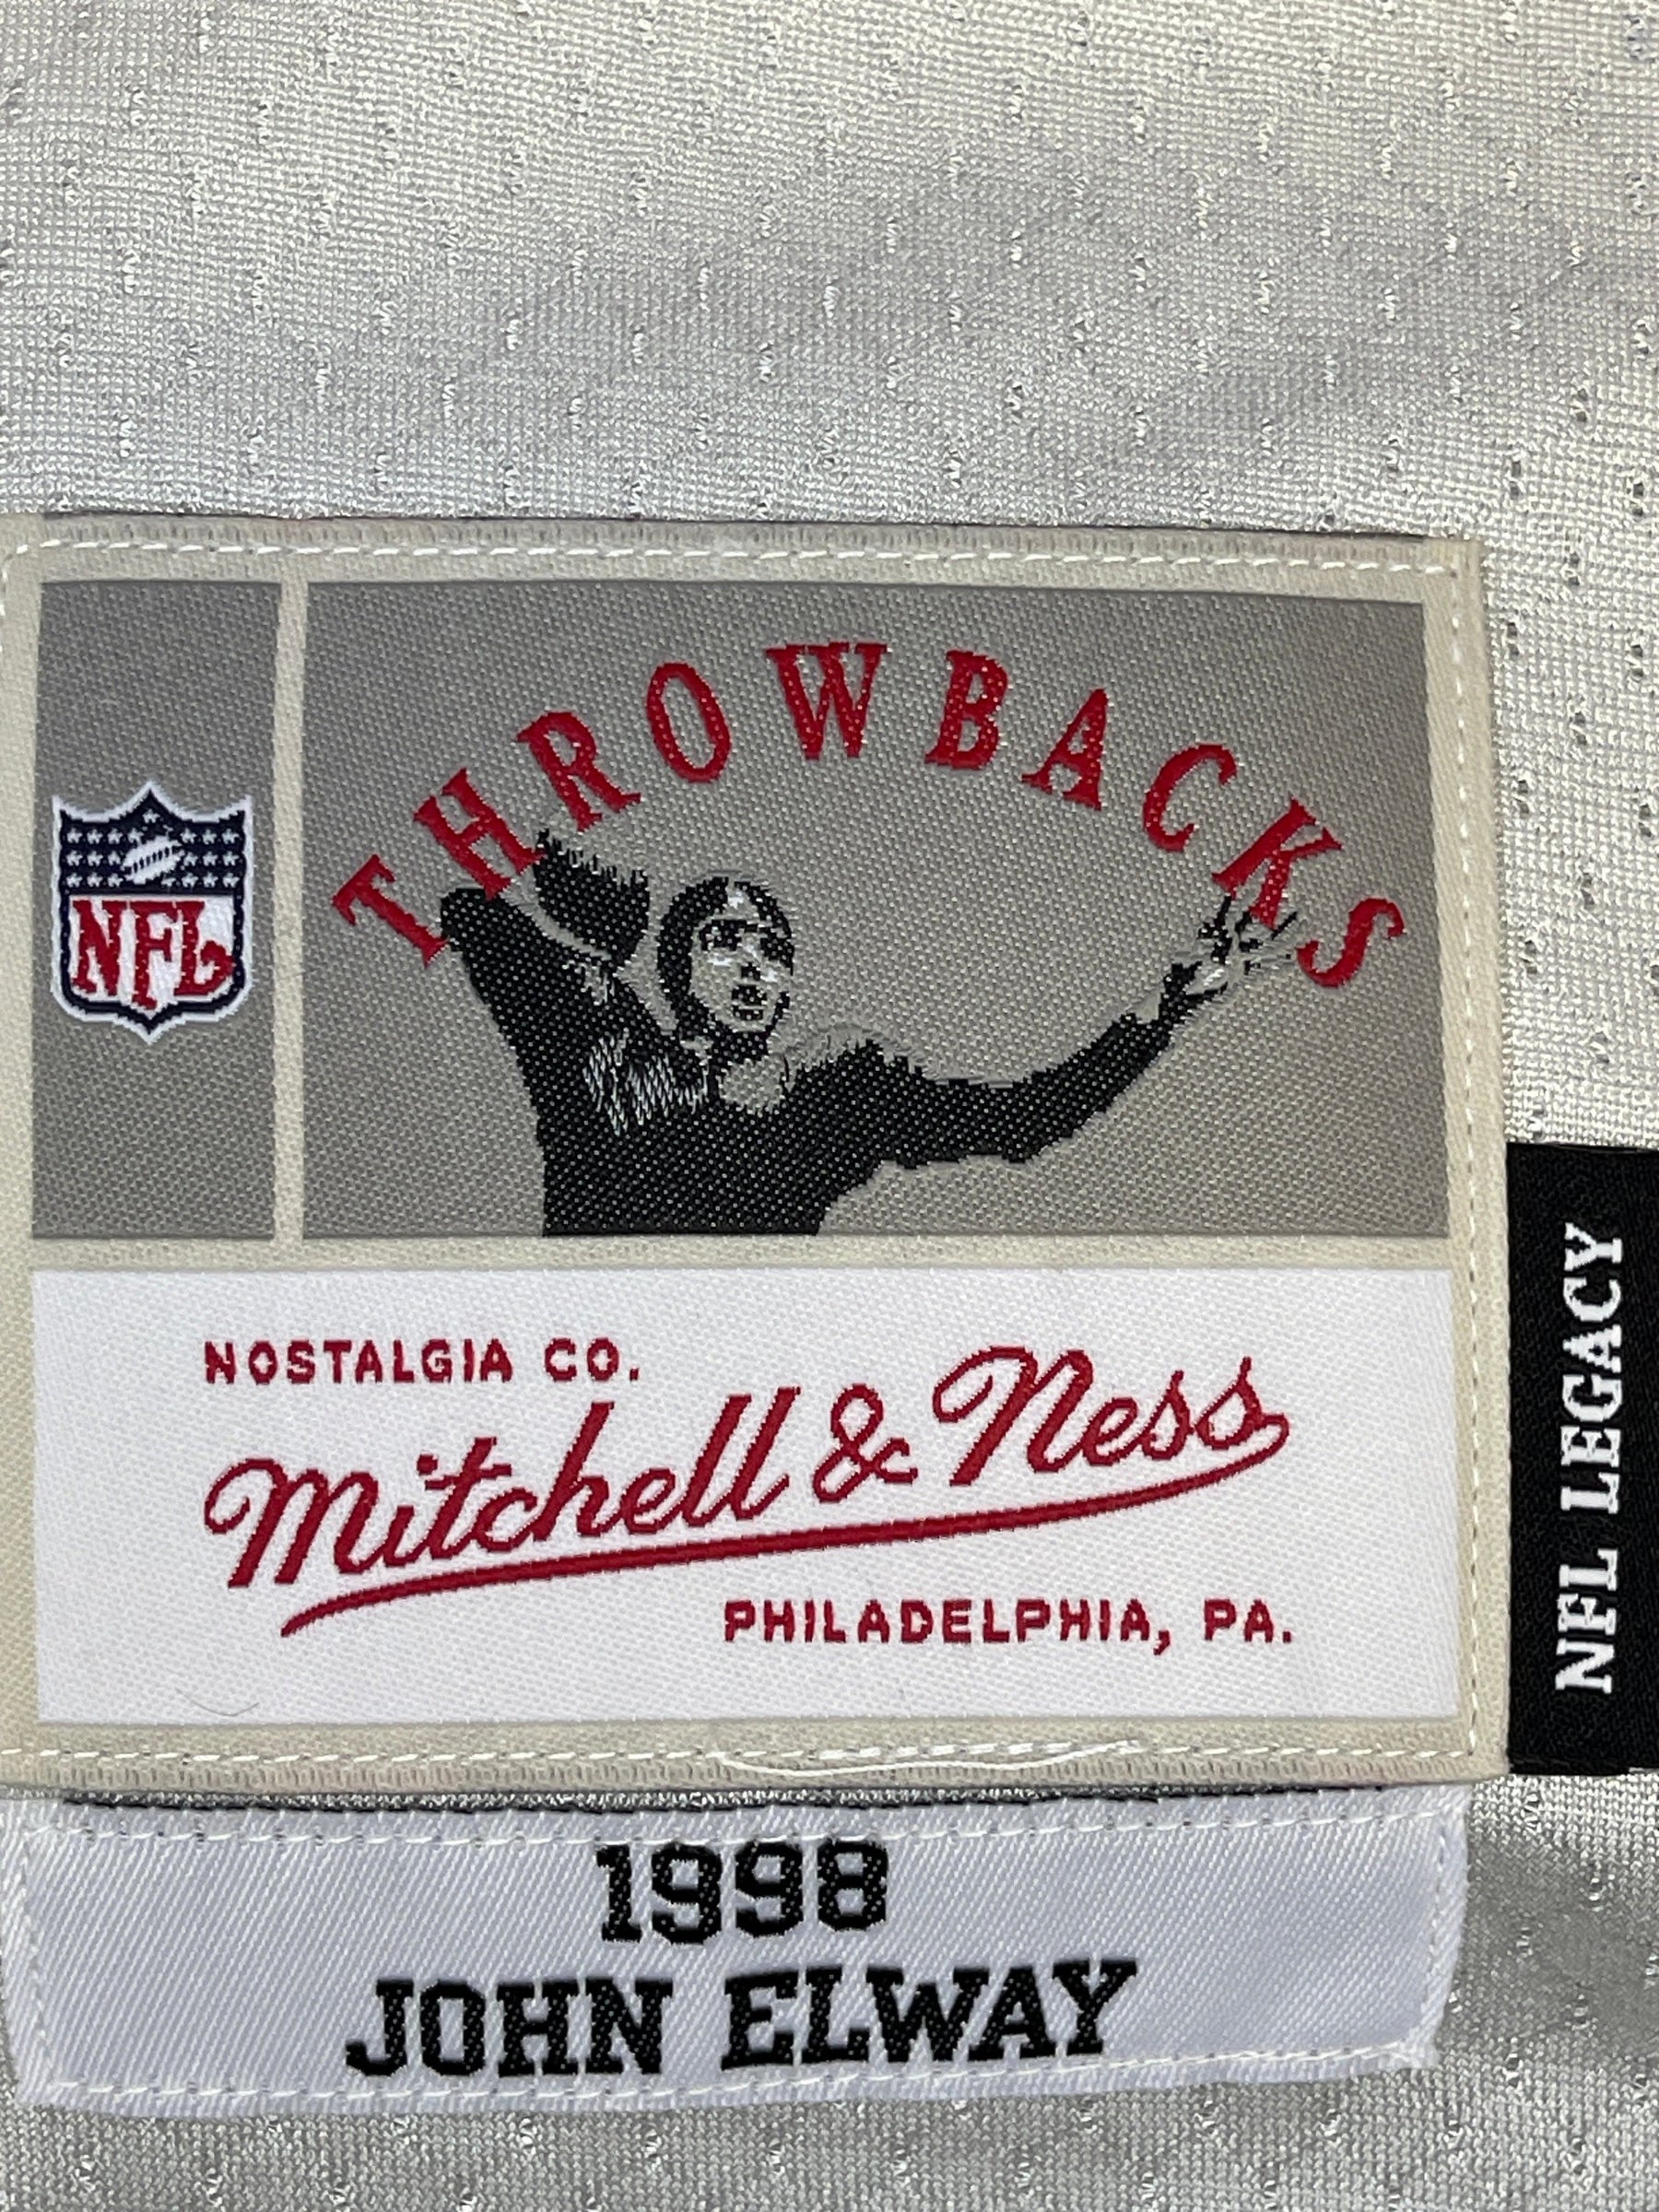 THROWBACKS
NFL
NOSTALGIA CO.
Mitchell & Ness
PHILADELPHIA, PA.
NFL LEGACY
1998
JOHN ELWAY